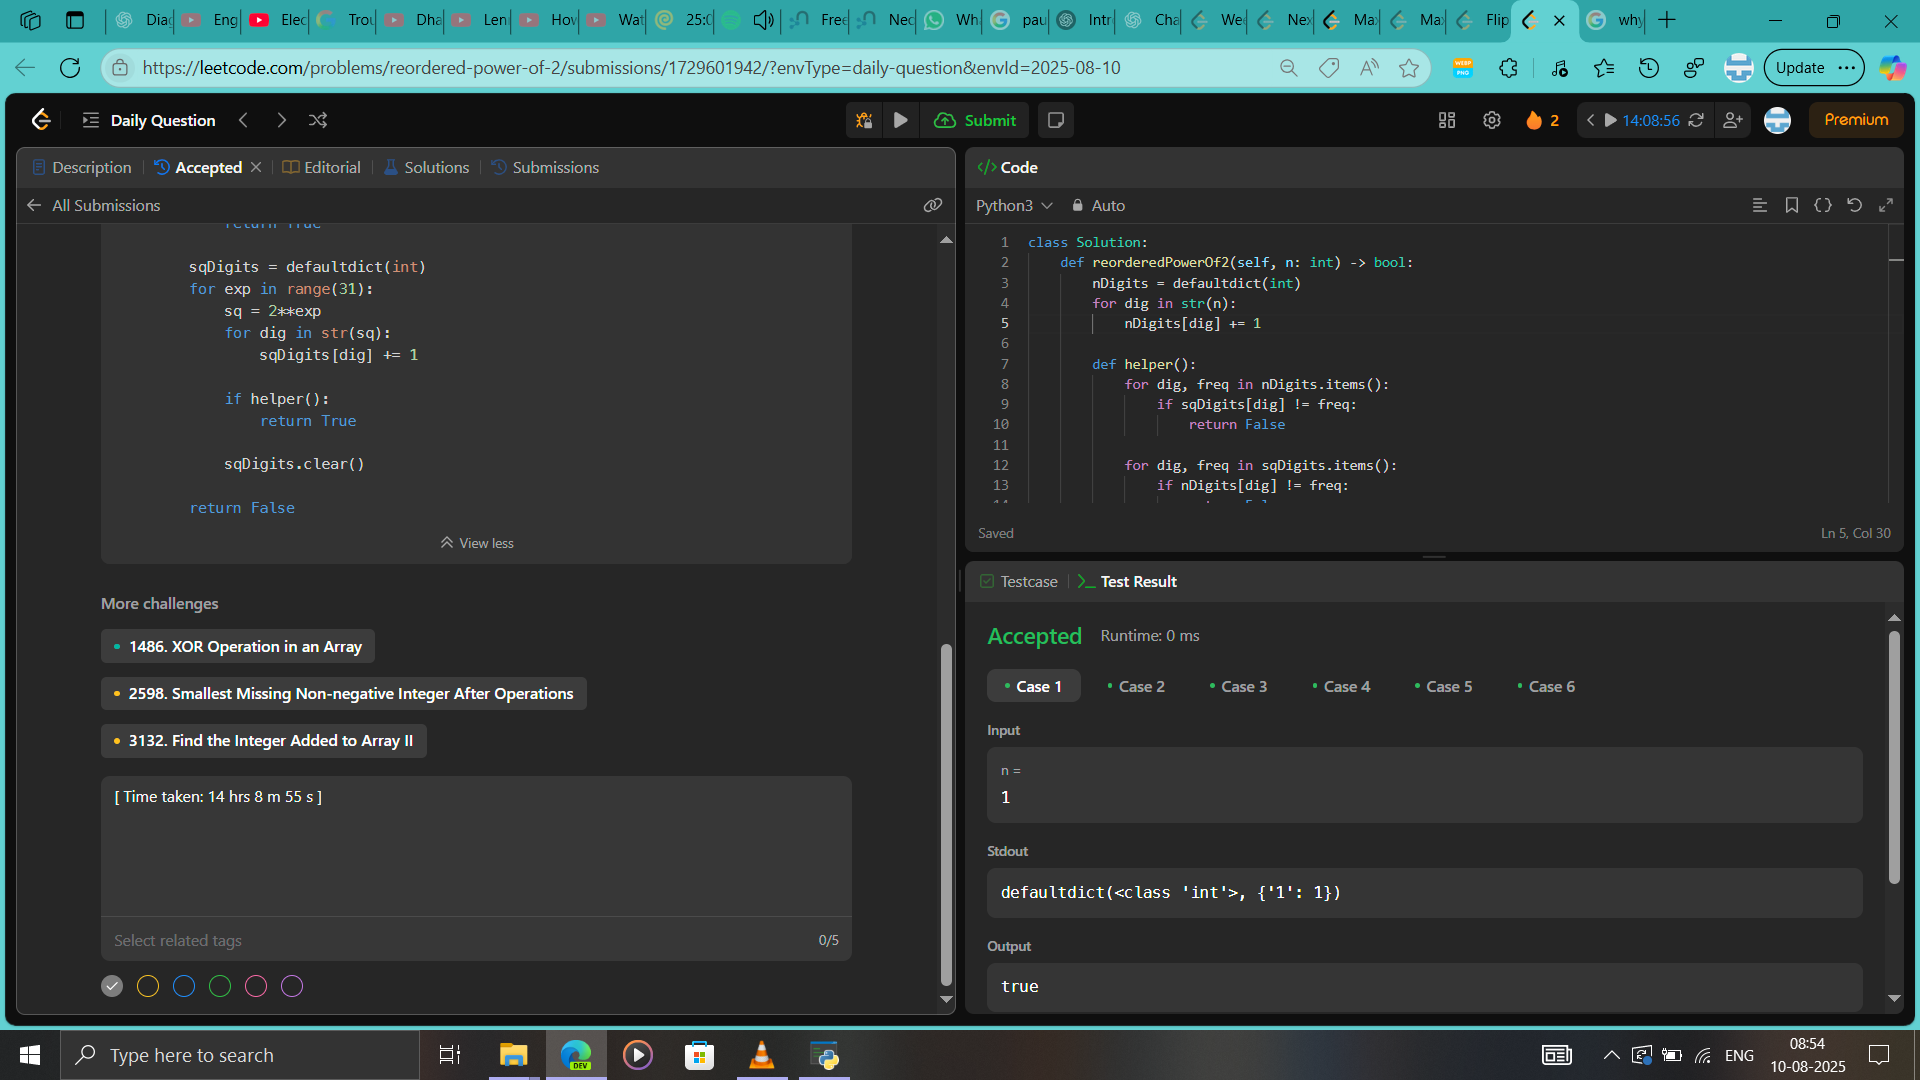 Diag
Eng
Elec
Trou
Dha
Len
How
Wat
25:0
Free
Nec
Wh
pau
Intr
Cha
Wee
Nex
Max
Max
Flip
why
https://leetcode.com/problems/reordered-power-of-2/submissions/1729601942/?envType=daily-question&envId=2025-08-10
Update
Daily Question
Submit
2
14:08:56
Premium
Description
Accepted
Editorial
Solutions
Submissions
All Submissions
return True
sqDigits = defaultdict(int)
for exp in range(31):
sq = 2**exp
for dig in str(sq):
sqDigits[dig] += 1
if helper():
return True
sqDigits.clear()
return False
View less
More challenges
1486. XOR Operation in an Array
2598. Smallest Missing Non-negative Integer After Operations
3132. Find the Integer Added to Array II
[ Time taken: 14 hrs 8 m 55 s ]
Select related tags
0/5
</> Code
Python3
Auto
1 class Solution:
2 def reorderedPowerOf2(self, n: int) -> bool:
3 nDigits = defaultdict(int)
4 for dig in str(n):
5 nDigits[dig] += 1
6
7 def helper():
8 for dig, freq in nDigits.items():
9 if sqDigits[dig] != freq:
10 return False
11
12 for dig, freq in sqDigits.items():
13 if nDigits[dig] != freq:
Saved
Ln 5, Col 30
Testcase
Test Result
Accepted
Runtime: 0 ms
Case 1
Case 2
Case 3
Case 4
Case 5
Case 6
Input
n =
1
Stdout
defaultdict(<class 'int'>, {'1': 1})
Output
true
Type here to search
DEV
ENG
08:54
10-08-2025